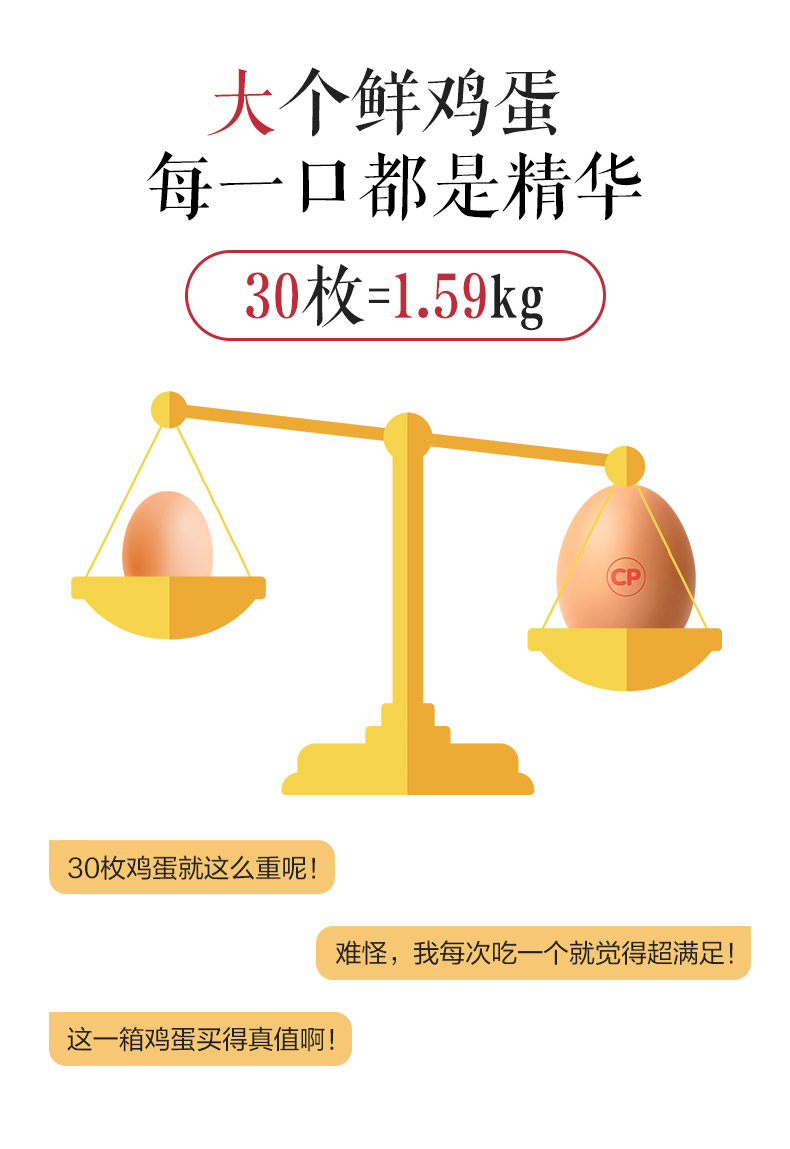 大个鲜鸡蛋
每一口都是精华
30枚=1.59kg
CP
30枚鸡蛋就这么重呢！
难怪，我每次吃一个就觉得超满足！
这一箱鸡蛋买得真值啊！